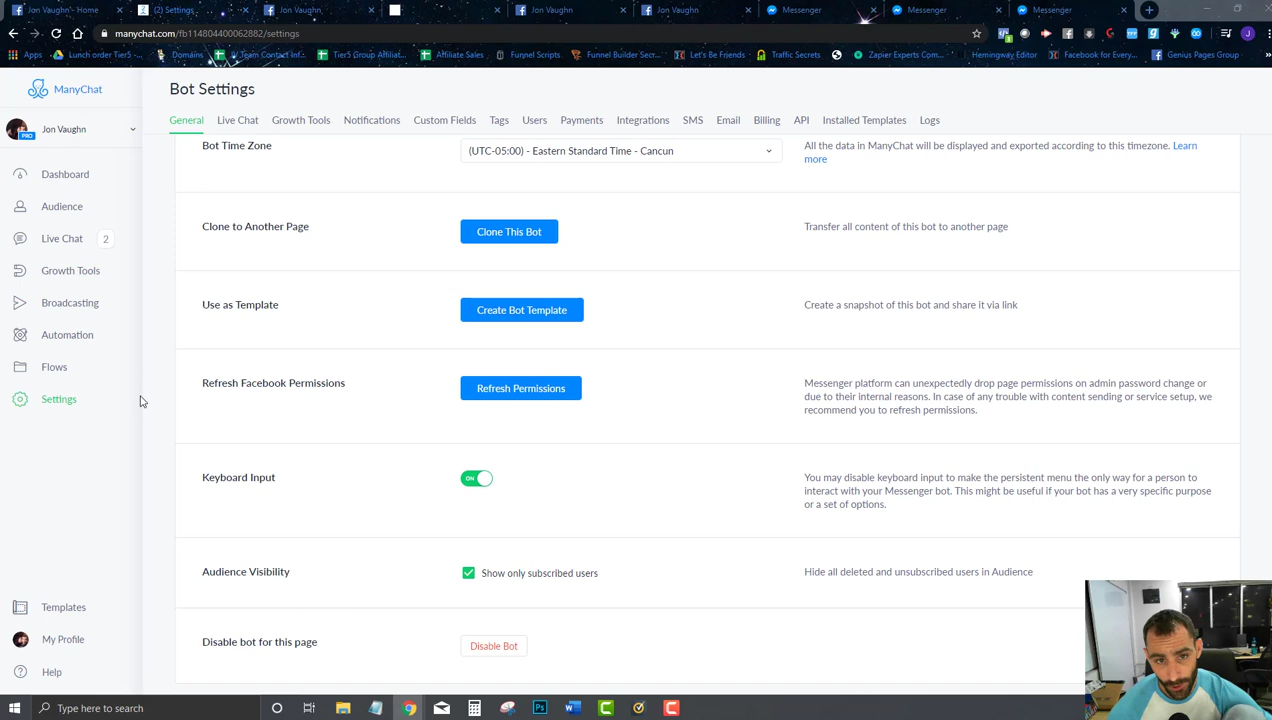 Jon Vaughn - Home
(2) Settings
Jon Vaughn
Jon Vaughn
Jon Vaughn
Messenger
Messenger
Messenger
manychat.com/fb114804400062882/settings
Apps
Lunch order Tier5 -...
Domains
IV Team Contact Inf...
Tier5 Group Affiliat...
Affiliate Sales
Funnel Scripts
Funnel Builder Secr...
Let's Be Friends
Traffic Secrets
Zapier Experts Com...
Hemingway Editor
Facebook for Every...
Genius Pages Group
ManyChat
Jon Vaughn
PRO
Dashboard
Audience
Live Chat 2
Growth Tools
Broadcasting
Automation
Flows
Settings
Templates
My Profile
Help
Bot Settings
General Live Chat Growth Tools Notifications Custom Fields Tags Users Payments Integrations SMS Email Billing API Installed Templates Logs
Bot Time Zone
(UTC-05:00) - Eastern Standard Time - Cancun
All the data in ManyChat will be displayed and exported according to this timezone. Learn
more
Clone to Another Page
Clone This Bot
Transfer all content of this bot to another page
Use as Template
Create Bot Template
Create a snapshot of this bot and share it via link
Refresh Facebook Permissions
Refresh Permissions
Messenger platform can unexpectedly drop page permissions on admin password change or
due to their internal reasons. In case of any trouble with content sending or service setup, we
recommend you to refresh permissions.
Keyboard Input
ON
You may disable keyboard input to make the persistent menu the only way for a person to
interact with your Messenger bot. This might be useful if your bot has a very specific purpose
or a set of options.
Audience Visibility
Show only subscribed users
Hide all deleted and unsubscribed users in Audience
Disable bot for this page
Disable Bot
Type here to search